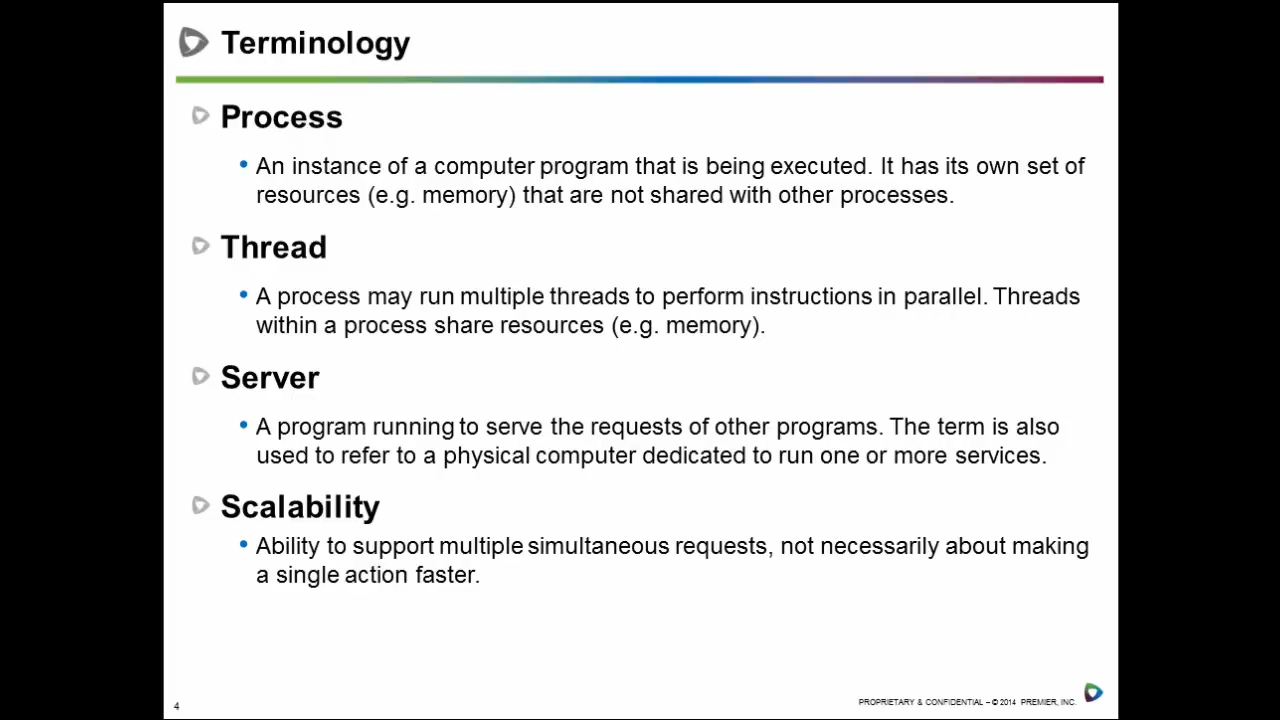 Terminology
Process
• An instance of a computer program that is being executed. It has its own set of
resources (e.g. memory) that are not shared with other processes.
Thread
• A process may run multiple threads to perform instructions in parallel. Threads
within a process share resources (e.g. memory).
Server
• A program running to serve the requests of other programs. The term is also
used to refer to a physical computer dedicated to run one or more services.
Scalability
• Ability to support multiple simultaneous requests, not necessarily about making
a single action faster.
4
PROPRIETARY & CONFIDENTIAL – © 2014 PREMIER, INC.